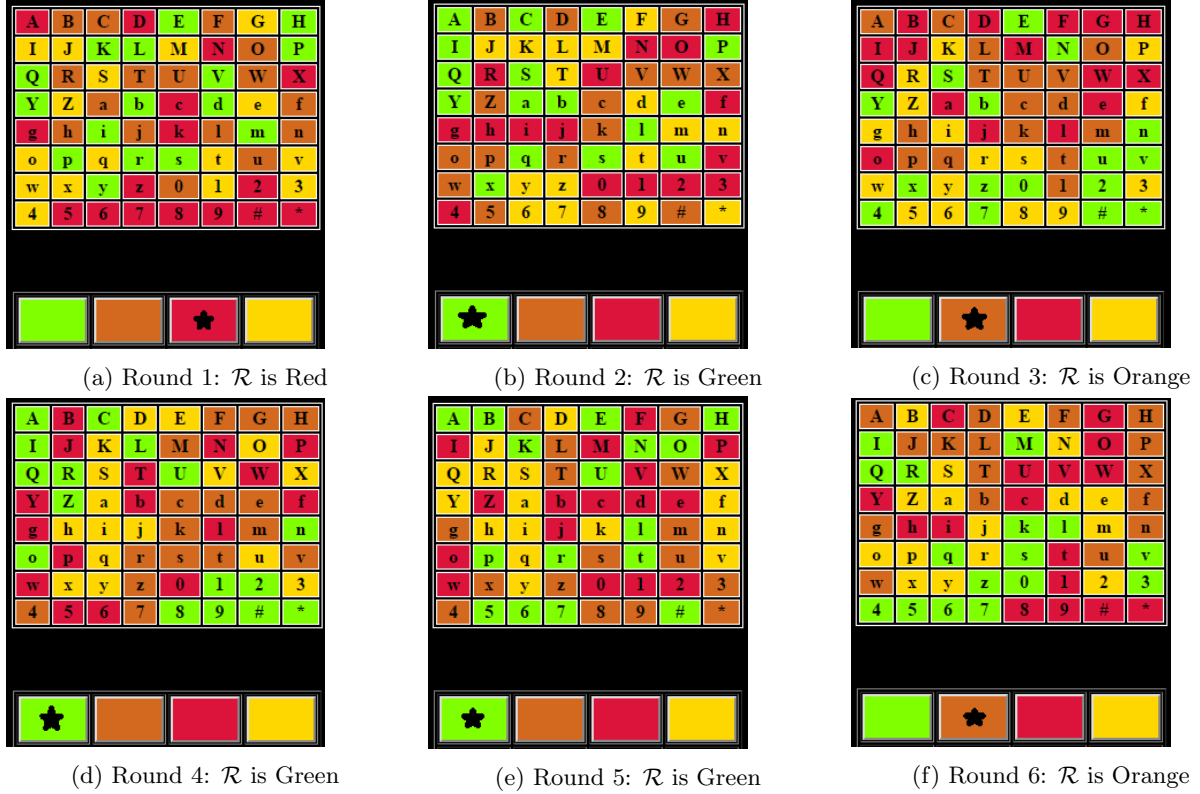 A B C D E F G H
A B C D E F G H
A B C D E F G H
I J K L M N O P
I J K L M N O P
I J K L M N O P
Q R S T U V W X
Q R S T U V W X
Q R S T U V W X
Y Z a b c d e f
Y Z a b c d e f
Y Z a b c d e f
g h i j k l m n
g h i j k l m n
g h i j k l m n
o p q r s t u v
o p q r s t u v
o p q r s t u v
w x y z 0 1 2 3
w x y z 0 1 2 3
w x y z 0 1 2 3
4 5 6 7 8 9 # *
4 5 6 7 8 9 # *
4 5 6 7 8 9 # *
(a) Round 1: ℛ is Red
(b) Round 2: ℛ is Green
(c) Round 3: ℛ is Orange
A B C D E F G H
A B C D E F G H
A B C D E F G H
I J K L M N O P
I J K L M N O P
I J K L M N O P
Q R S T U V W X
Q R S T U V W X
Q R S T U V W X
Y Z a b c d e f
Y Z a b c d e f
Y Z a b c d e f
g h i j k l m n
g h i j k l m n
g h i j k l m n
o p q r s t u v
o p q r s t u v
o p q r s t u v
w x y z 0 1 2 3
w x y z 0 1 2 3
w x y z 0 1 2 3
4 5 6 7 8 9 # *
4 5 6 7 8 9 # *
4 5 6 7 8 9 # *
(d) Round 4: ℛ is Green
(e) Round 5: ℛ is Green
(f) Round 6: ℛ is Orange